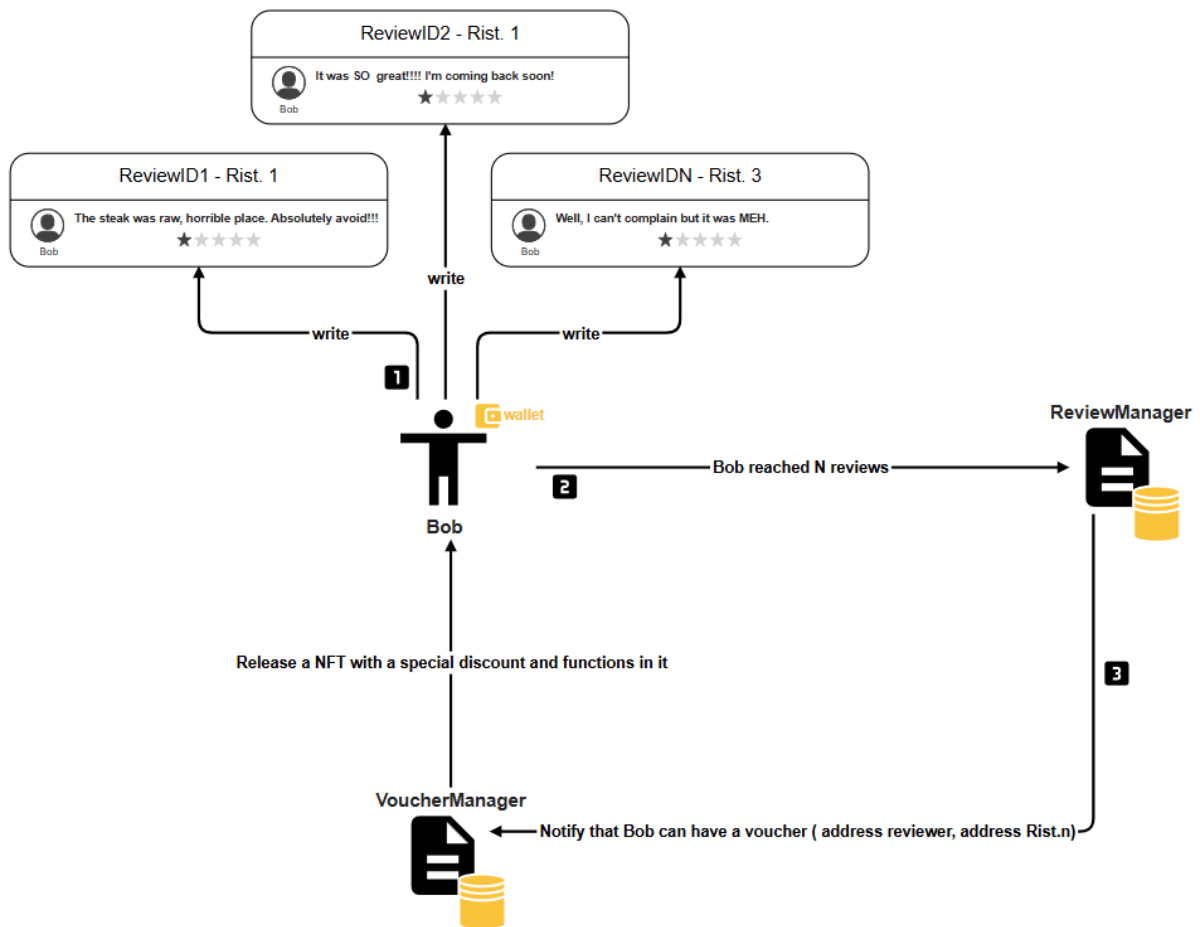 ReviewID2 - Rist. 1
It was SO great!!!! I'm coming back soon!
Bob
ReviewID1 - Rist. 1
The steak was raw, horrible place. Absolutely avoid!!!
Bob
ReviewIDN - Rist. 3
Well, I can't complain but it was MEH.
Bob
write
write
write
1
wallet
Bob
ReviewManager
Bob reached N reviews
2
Release a NFT with a special discount and functions in it
3
VoucherManager
Notify that Bob can have a voucher ( address reviewer, address Rist.n)